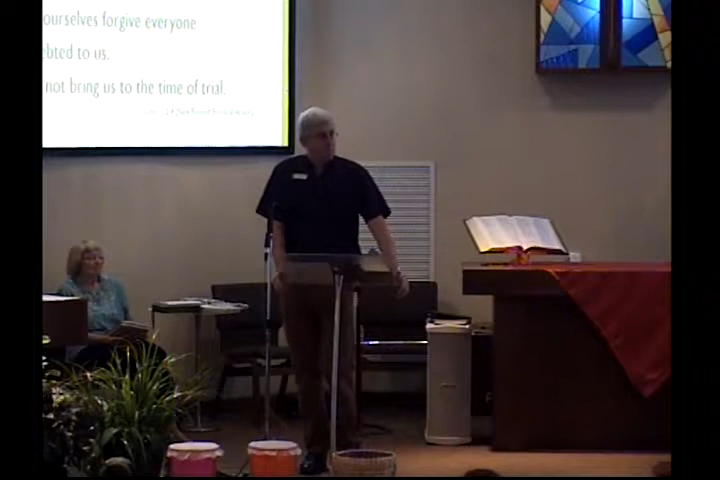 ourselves forgive everyone
ebted to us.
not bring us to the time of trial.